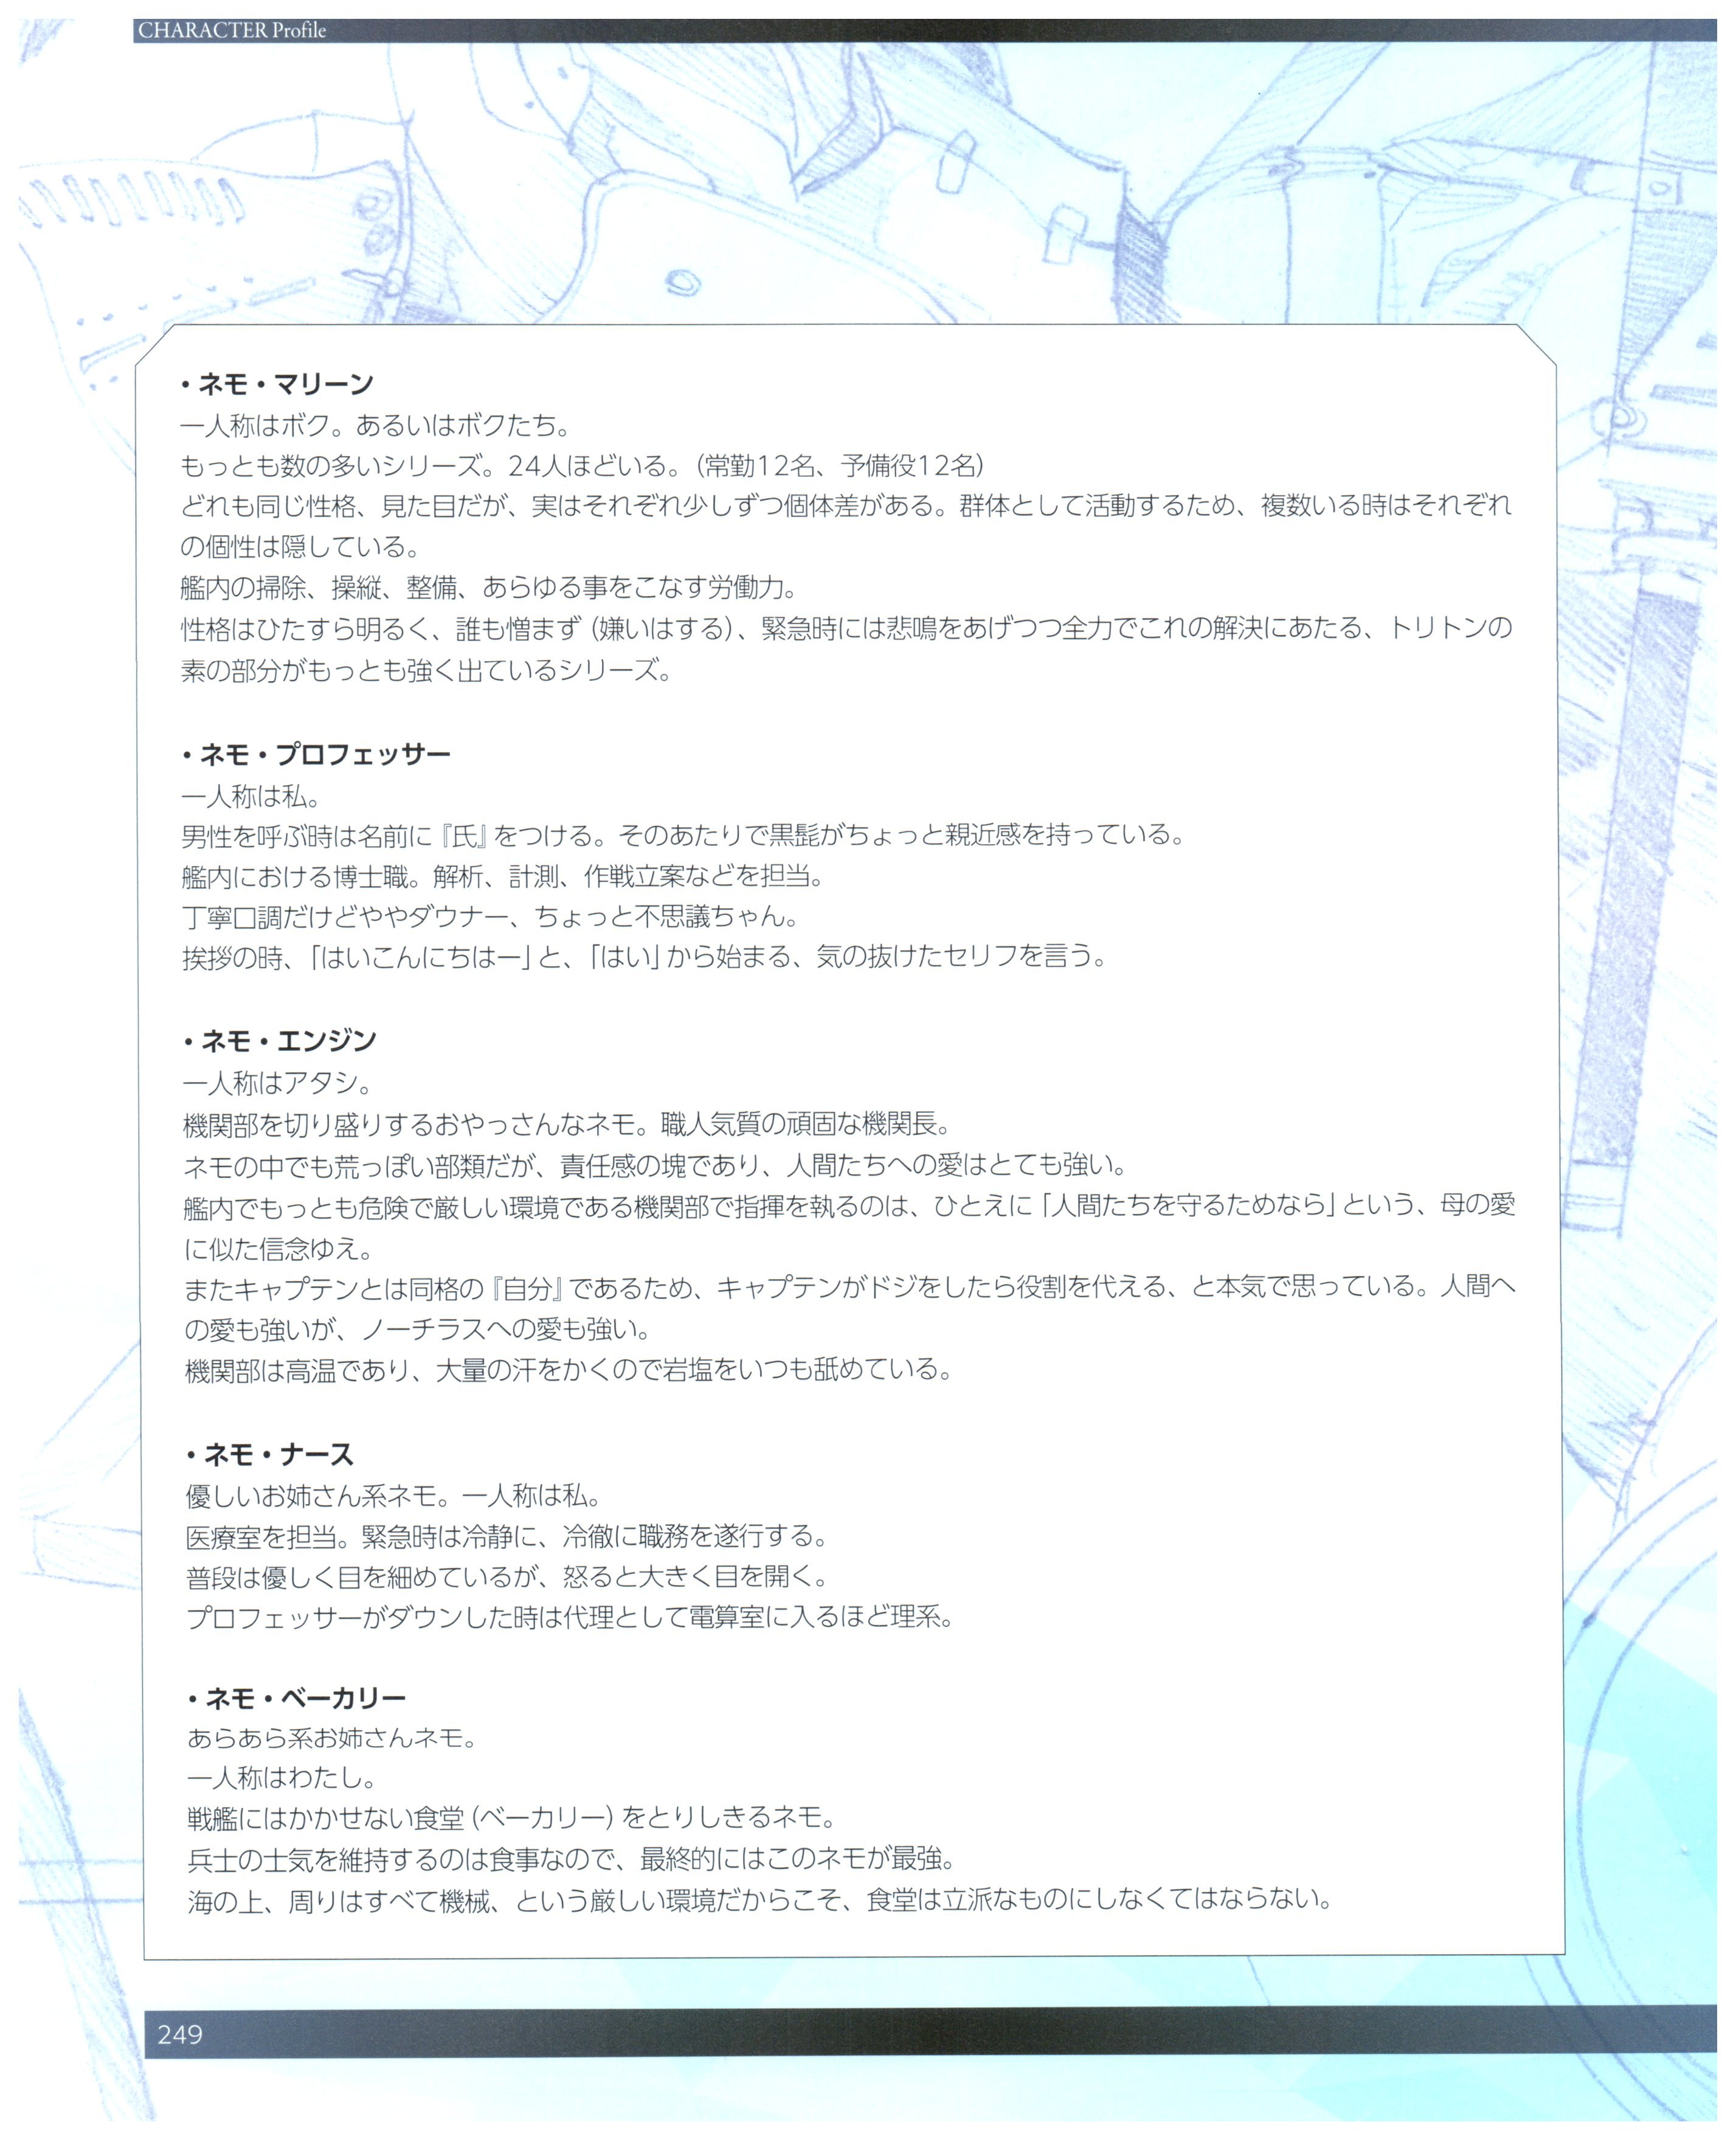 CHARACTER Profile
・ネモ・マリーン
一人称はボク。あるいはボクたち。
もっとも数の多いシリーズ。24人ほどいる。（常勤12名、予備役12名）
どれも同じ性格、見た目だが、実はそれぞれ少しずつ個体差がある。群体として活動するため、複数いる時はそれぞれ
の個性は隠している。
艦内の掃除、操縦、整備、あらゆる事をこなす労働力。
性格はひたすら明るく、誰も憎まず（嫌いはする）、緊急時には悲鳴をあげつつ全力でこれの解決にあたる、トリトンの
素の部分がもっとも強く出ているシリーズ。
・ネモ・プロフェッサー
一人称は私。
男性を呼ぶ時は名前に『氏』をつける。そのあたりで黒髭がちょっと親近感を持っている。
艦内における博士職。解析、計測、作戦立案などを担当。
丁寧口調だけどややダウナー、ちょっと不思議ちゃん。
挨拶の時、「はいこんにちはー」と、「はい」から始まる、気の抜けたセリフを言う。
・ネモ・エンジン
一人称はアタシ。
機関部を切り盛りするおやっさんなネモ。職人気質の頑固な機関長。
ネモの中でも荒っぽい部類だが、責任感の塊であり、人間たちへの愛はとても強い。
艦内でもっとも危険で厳しい環境である機関部で指揮を執るのは、ひとえに「人間たちを守るためなら」という、母の愛
に似た信念ゆえ。
またキャプテンとは同格の『自分』であるため、キャプテンがドジをしたら役割を代える、と本気で思っている。人間へ
の愛も強いが、ノーチラスへの愛も強い。
機関部は高温であり、大量の汗をかくので岩塩をいつも舐めている。
・ネモ・ナース
優しいお姉さん系ネモ。一人称は私。
医療室を担当。緊急時は冷静に、冷徹に職務を遂行する。
普段は優しく目を細めているが、怒ると大きく目を開く。
プロフェッサーがダウンした時は代理として電算室に入るほど理系。
・ネモ・ベーカリー
あらあら系お姉さんネモ。
一人称はわたし。
戦艦にはかかせない食堂（ベーカリー）をとりしきるネモ。
兵士の士気を維持するのは食事なので、最終的にはこのネモが最強。
海の上、周りはすべて機械、という厳しい環境だからこそ、食堂は立派なものにしなくてはならない。
249